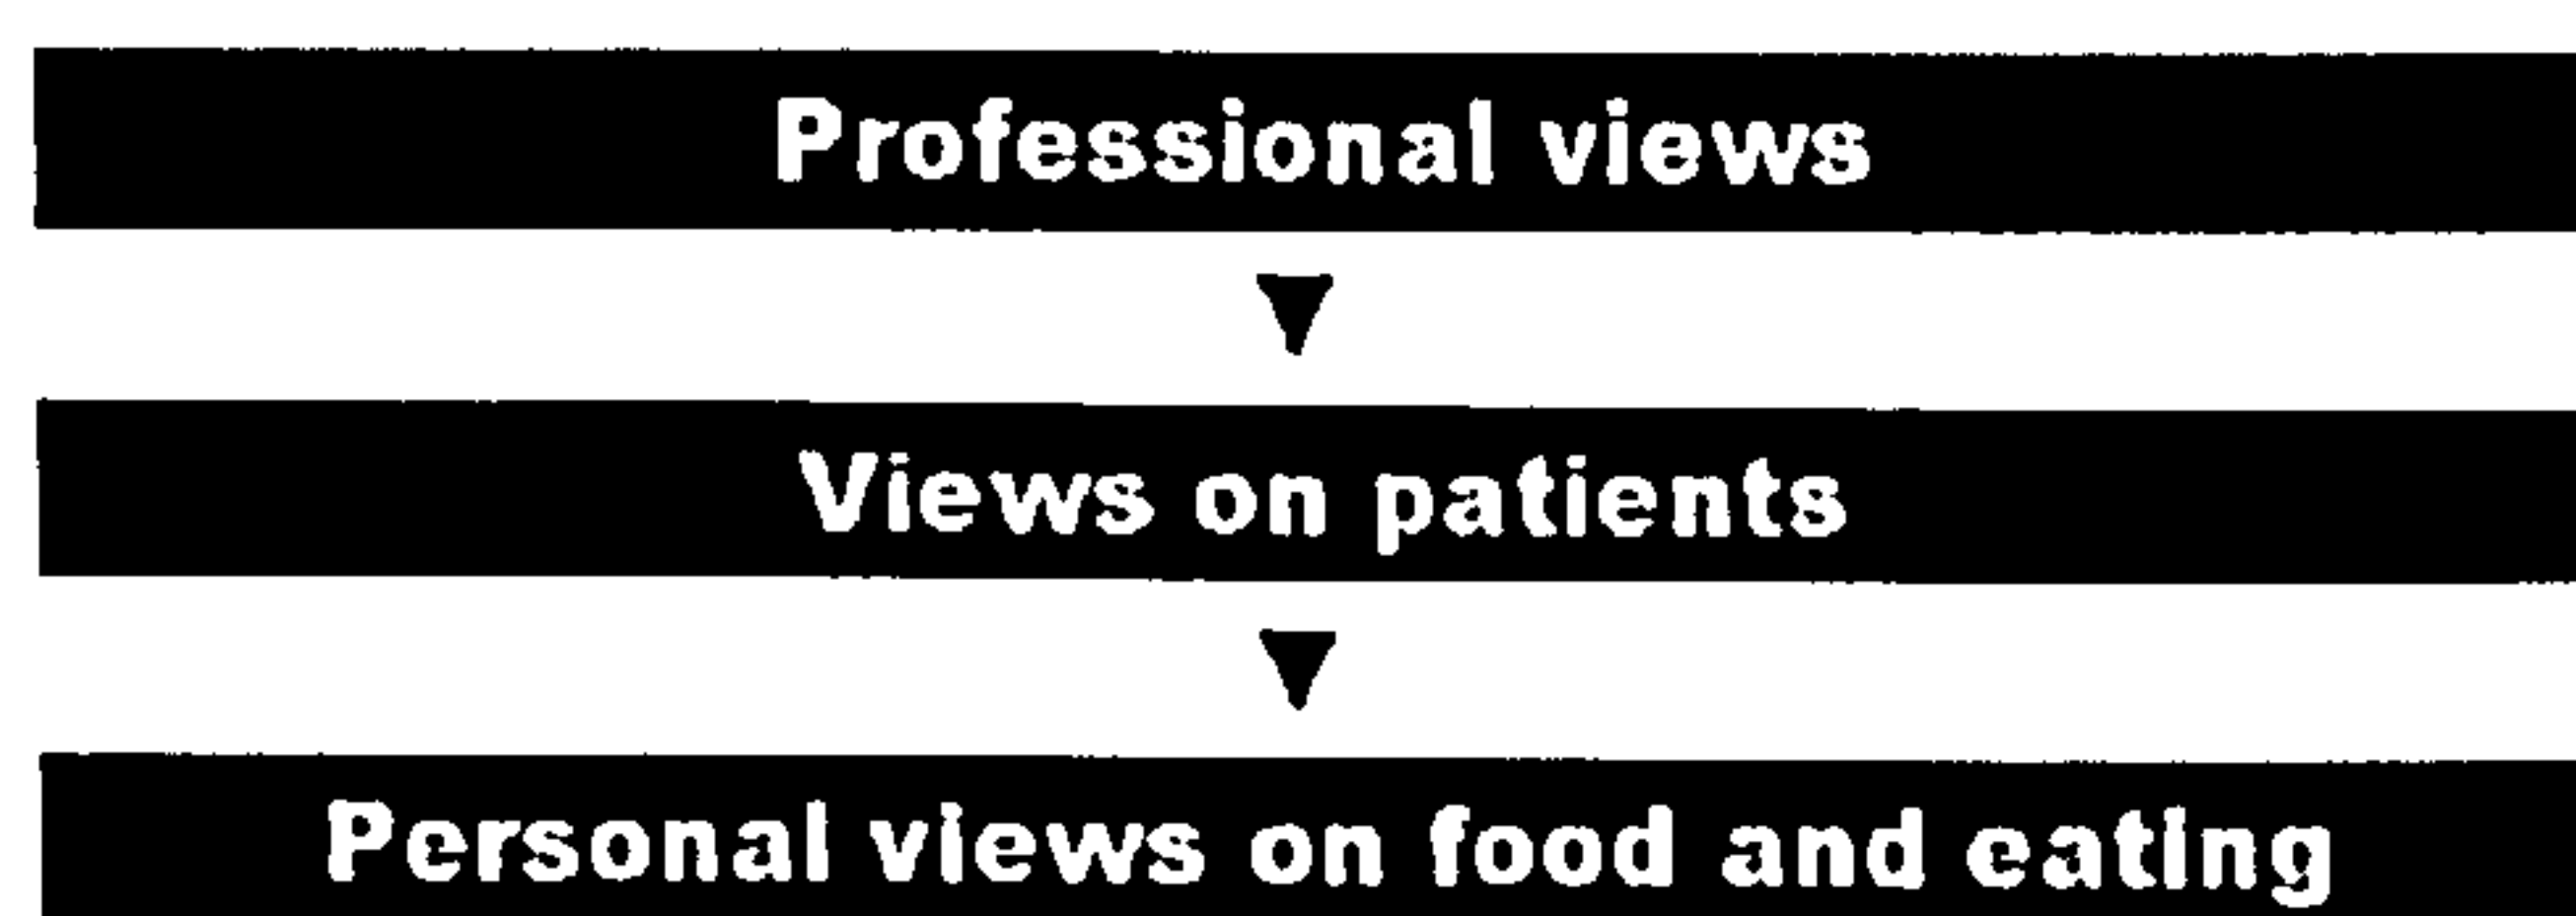 Professional views
Views on patients
Personal views on food and eating